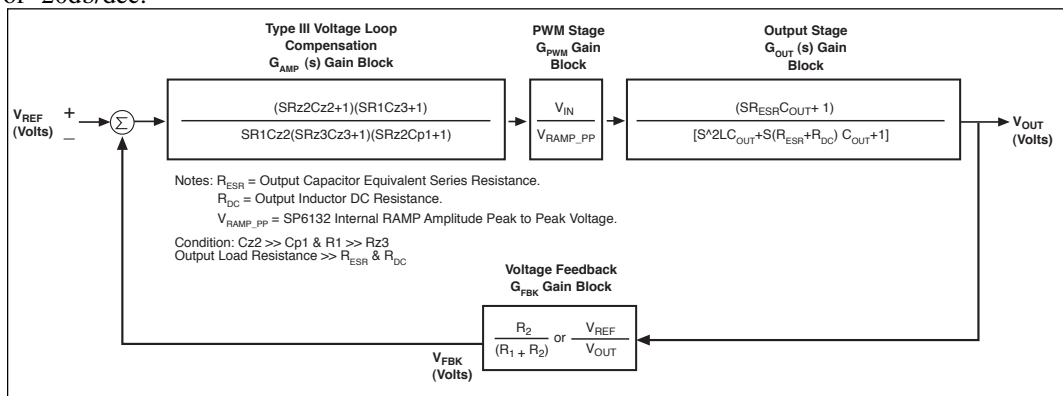 of -20db/dec.
Type III Voltage Loop
Compensation
G_AMP (s) Gain Block
PWM Stage
G_PWM Gain
Block
Output Stage
G_OUT (s) Gain
Block
V_REF
(Volts)
+
–
Σ
(SRz2Cz2+1)(SR1Cz3+1)
SR1Cz2(SRz3Cz3+1)(SRz2Cp1+1)
V_IN
V_RAMP_PP
(SR_ESRC_OUT+ 1)
[S^2LC_OUT+S(R_ESR+R_DC) C_OUT+1]
V_OUT
(Volts)
Notes: R_ESR = Output Capacitor Equivalent Series Resistance.
R_DC = Output Inductor DC Resistance.
V_RAMP_PP = SP6132 Internal RAMP Amplitude Peak to Peak Voltage.
Condition: Cz2 >> Cp1 & R1 >> Rz3
Output Load Resistance >> R_ESR & R_DC
Voltage Feedback
G_FBK Gain Block
R_2
(R_1 + R_2)
or
V_REF
V_OUT
V_FBK
(Volts)